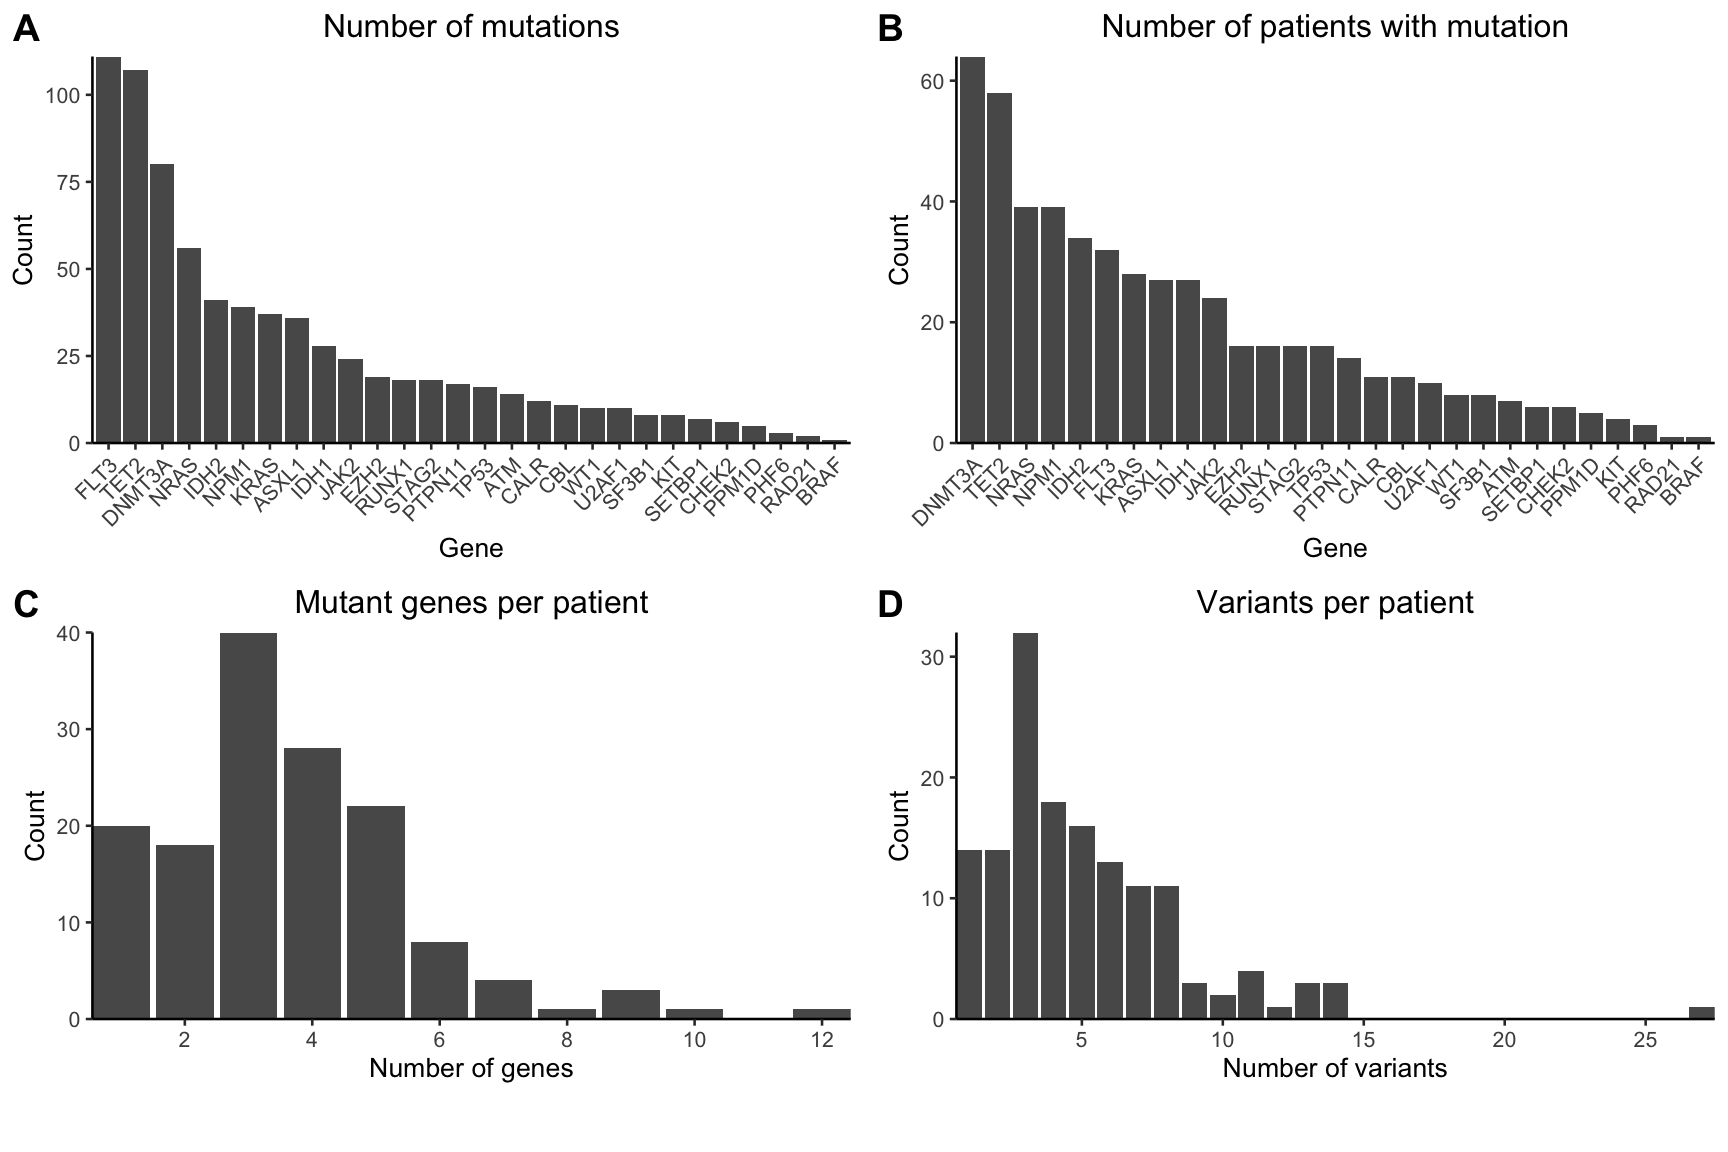 A
Number of mutations
Count
100
75
50
25
0
FLT3
TET2
DNMT3A
NRAS
IDH2
NPM1
KRAS
ASXL1
IDH1
JAK2
EZH2
RUNX1
STAG2
PTPN11
TP53
ATM
CALR
CBL
WT1
U2AF1
SF3B1
KIT
SETBP1
CHEK2
PPM1D
PHF6
RAD21
BRAF
Gene
B
Number of patients with mutation
Count
60
40
20
0
DNMT3A
TET2
NRAS
NPM1
IDH2
FLT3
KRAS
ASXL1
IDH1
JAK2
EZH2
RUNX1
STAG2
TP53
PTPN11
CALR
CBL
U2AF1
WT1
SF3B1
ATM
SETBP1
CHEK2
PPM1D
KIT
PHF6
RAD21
BRAF
Gene
C
Mutant genes per patient
Count
40
30
20
10
0
2
4
6
8
10
12
Number of genes
D
Variants per patient
Count
30
20
10
0
5
10
15
20
25
Number of variants